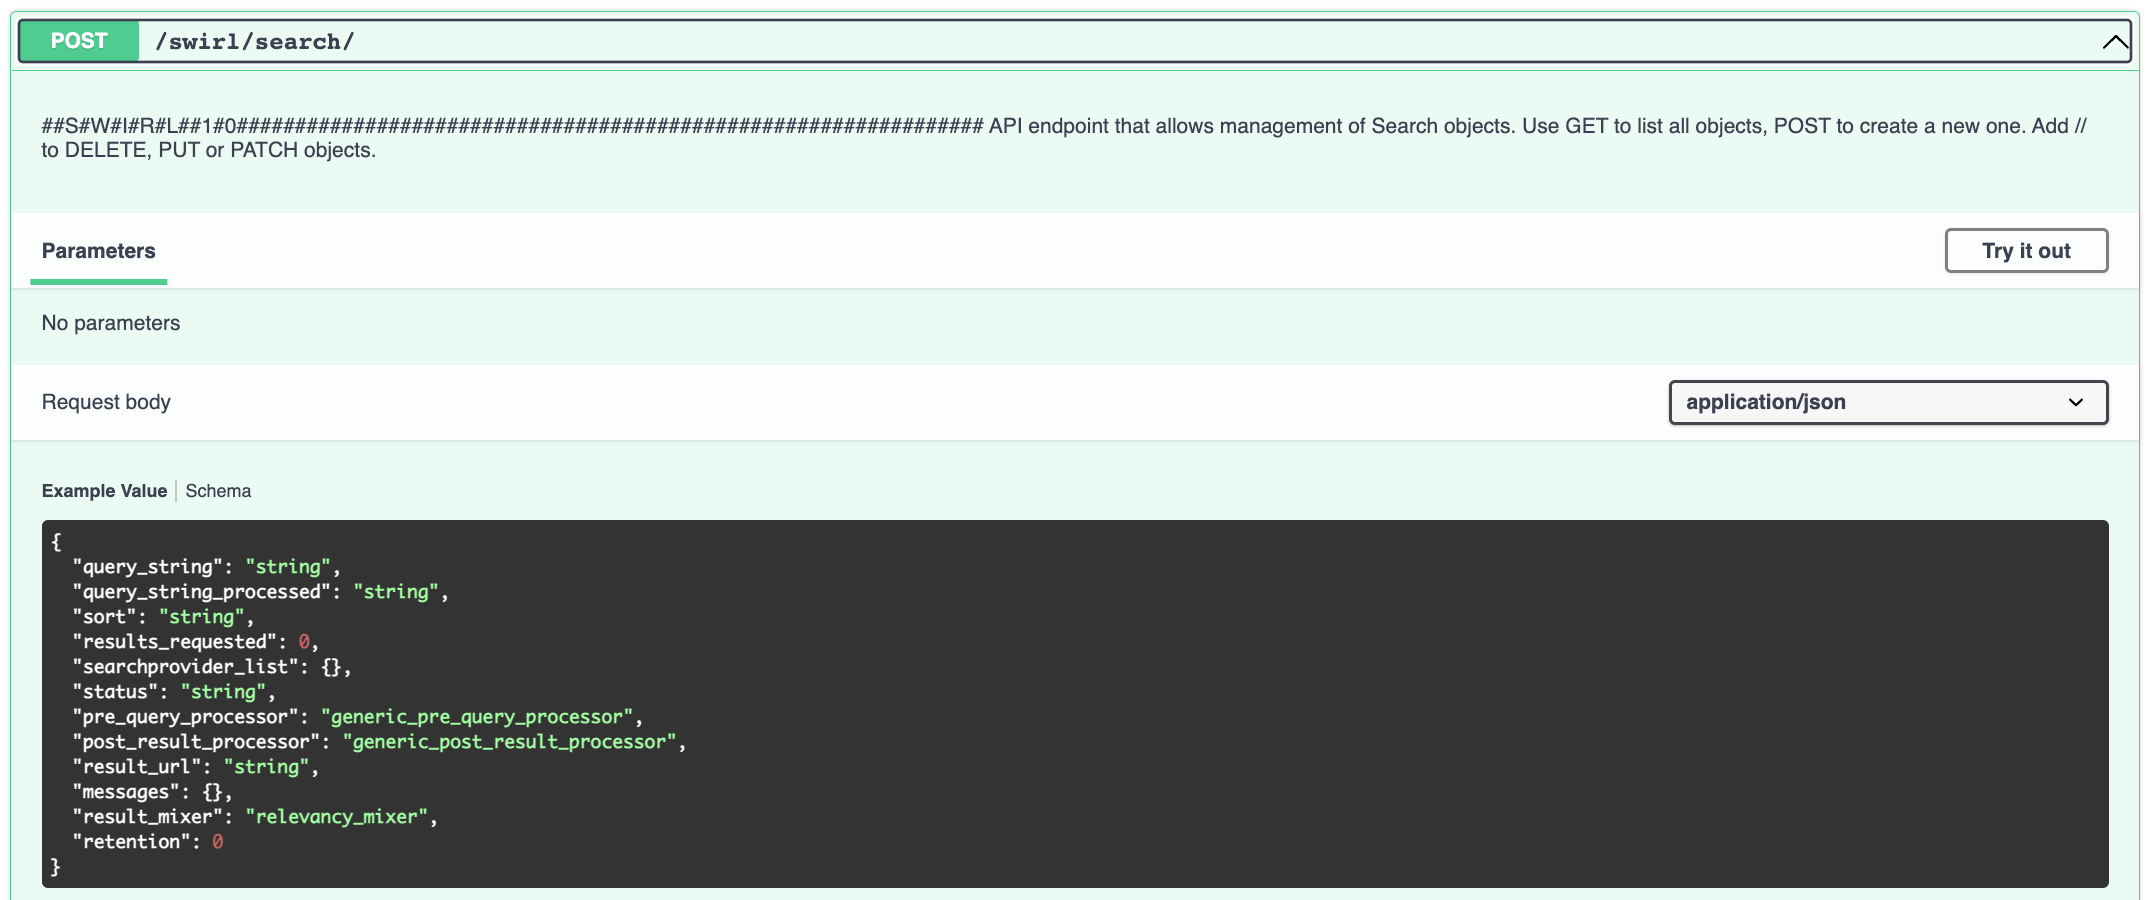 POST /swirl/search/
##S#W#I#R#L##1#0################################################################ API endpoint that allows management of Search objects. Use GET to list all objects, POST to create a new one. Add //
to DELETE, PUT or PATCH objects.
Parameters
Try it out
No parameters
Request body
application/json
Example Value | Schema
{
  "query_string": "string",
  "query_string_processed": "string",
  "sort": "string",
  "results_requested": 0,
  "searchprovider_list": {},
  "status": "string",
  "pre_query_processor": "generic_pre_query_processor",
  "post_result_processor": "generic_post_result_processor",
  "result_url": "string",
  "messages": {},
  "result_mixer": "relevancy_mixer",
  "retention": 0
}